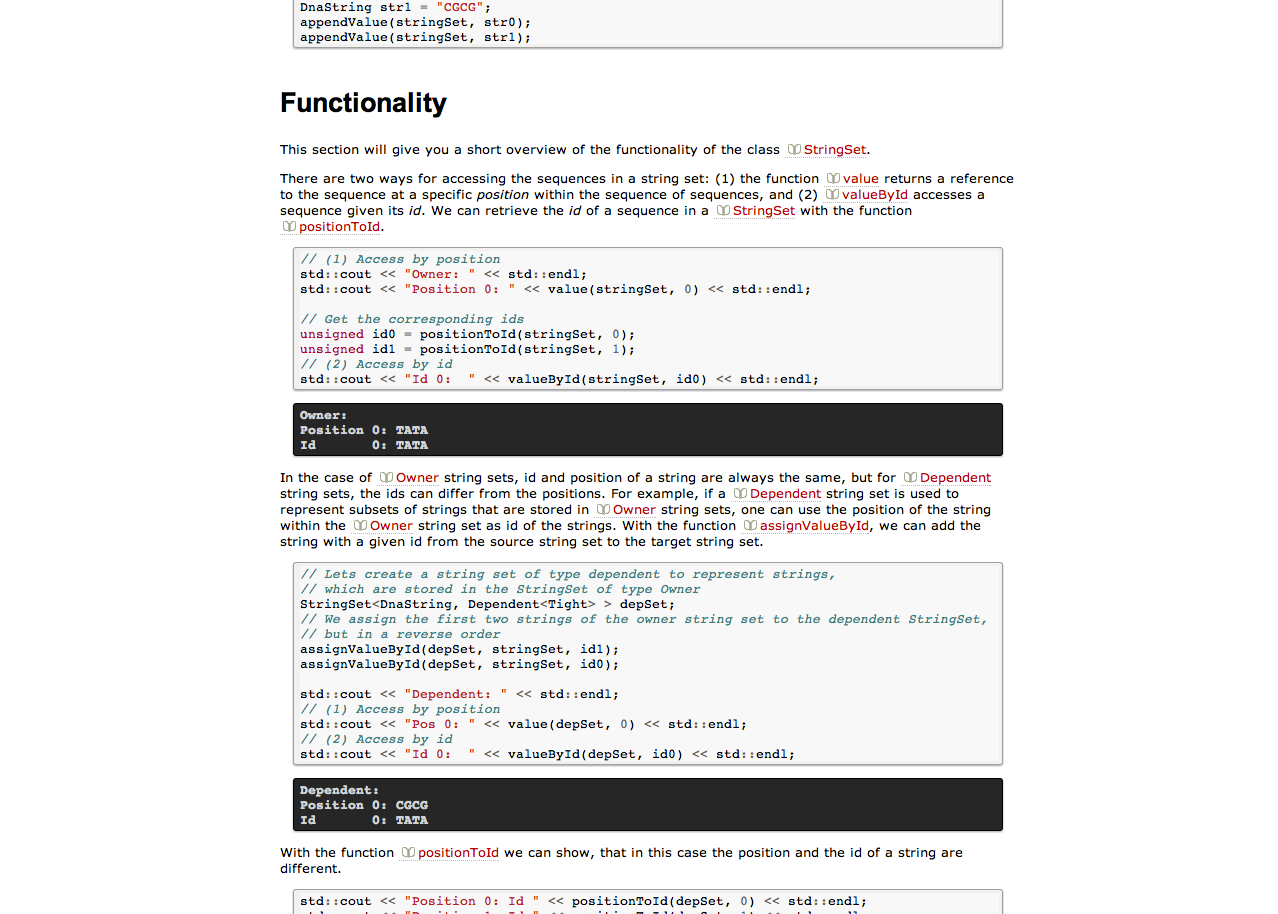 DnaString str1 = "CGCG";
appendValue(stringSet, str0);
appendValue(stringSet, str1);
Functionality
This section will give you a short overview of the functionality of the class StringSet.
There are two ways for accessing the sequences in a string set: (1) the function value returns a reference
to the sequence at a specific position within the sequence of sequences, and (2) valueById accesses a
sequence given its id. We can retrieve the id of a sequence in a StringSet with the function
positionToId.
// (1) Access by position
std::cout << "Owner: " << std::endl;
std::cout << "Position 0: " << value(stringSet, 0) << std::endl;
// Get the corresponding ids
unsigned id0 = positionToId(stringSet, 0);
unsigned id1 = positionToId(stringSet, 1);
// (2) Access by id
std::cout << "Id 0:  " << valueById(stringSet, id0) << std::endl;
Owner:
Position 0: TATA
Id       0: TATA
In the case of Owner string sets, id and position of a string are always the same, but for Dependent
string sets, the ids can differ from the positions. For example, if a Dependent string set is used to
represent subsets of strings that are stored in Owner string sets, one can use the position of the string
within the Owner string set as id of the strings. With the function assignValueById, we can add the
string with a given id from the source string set to the target string set.
// Lets create a string set of type dependent to represent strings,
// which are stored in the StringSet of type Owner
StringSet<DnaString, Dependent<Tight> > depSet;
// We assign the first two strings of the owner string set to the dependent StringSet,
// but in a reverse order
assignValueById(depSet, stringSet, id1);
assignValueById(depSet, stringSet, id0);
std::cout << "Dependent: " << std::endl;
// (1) Access by position
std::cout << "Pos 0: " << value(depSet, 0) << std::endl;
// (2) Access by id
std::cout << "Id 0:  " << valueById(depSet, id0) << std::endl;
Dependent:
Position 0: CGCG
Id       0: TATA
With the function positionToId we can show, that in this case the position and the id of a string are
different.
std::cout << "Position 0: Id " << positionToId(depSet, 0) << std::endl;